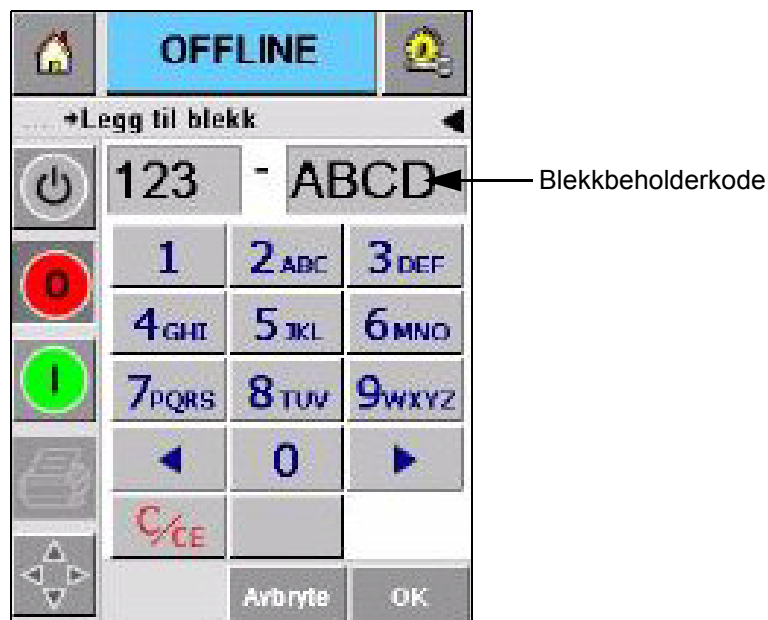 OFFLINE
.... →Legg til blekk
123 - ABCD
Blekkbeholderkode
1 2ABC 3DEF
0
4GHI 5JKL 6MNO
I
7PQRS 8TUV 9WXYZ
0
C/CE
Avbryte OK